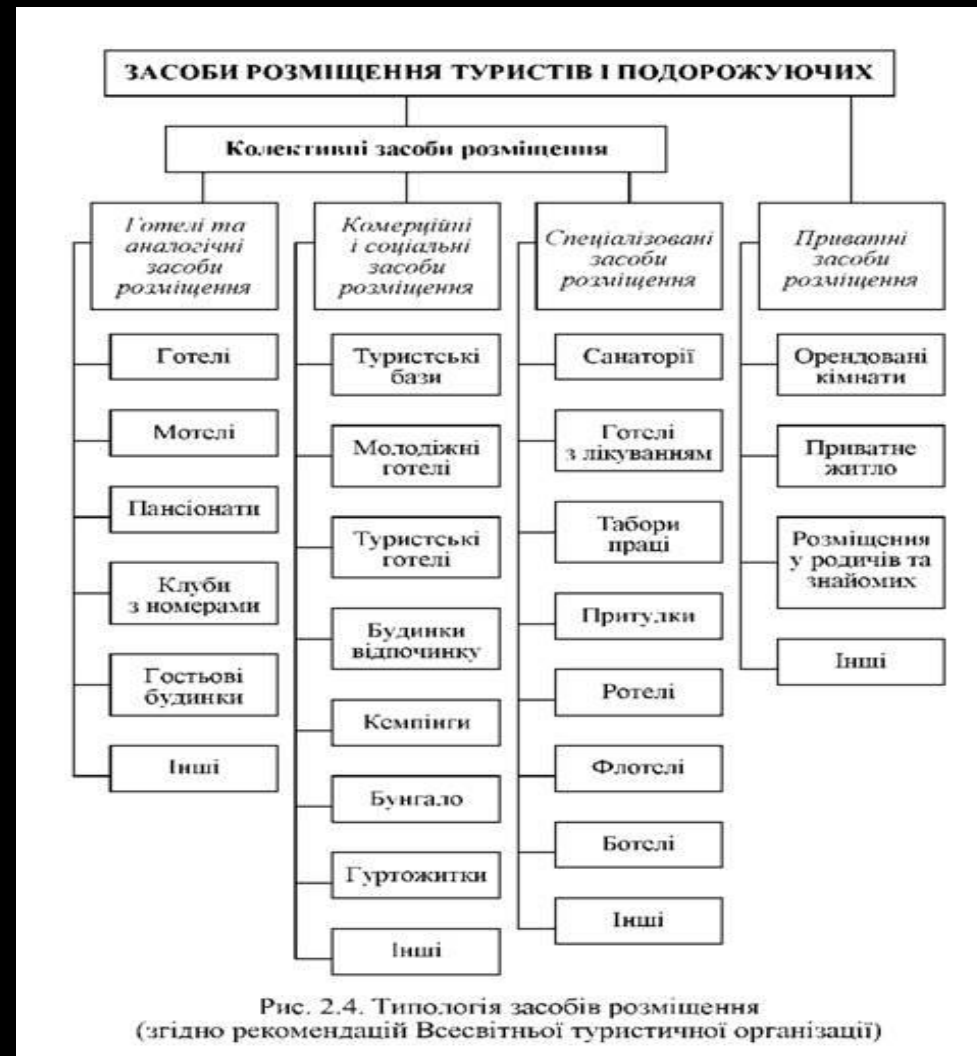 ЗАСОБИ РОЗМІЩЕННЯ ТУРИСТІВ І ПОДОРОЖУЮЧИХ
Колективні засоби розміщення
Готелі та
аналогічні
засоби
розміщення
Готелі
Мотелі
Пансіонати
Клуби
з номерами
Гостьові
будинки
Інші
Комерційні
і соціальні
засоби
розміщення
Туристські
бази
Молодіжні
готелі
Туристські
готелі
Будинки
відпочинку
Кемпінги
Бунгало
Гуртожитки
Інші
Спеціалізовані
засоби
розміщення
Санаторії
Готелі
з лікуванням
Табори
праці
Притулки
Ротелі
Флотелі
Ботелі
Інші
Приватні
засоби
розміщення
Орендовані
кімнати
Приватне
житло
Розміщення
у родичів та
знайомих
Інші
Рис. 2.4. Типологія засобів розміщення
(згідно рекомендацій Всесвітньої туристичної організації)